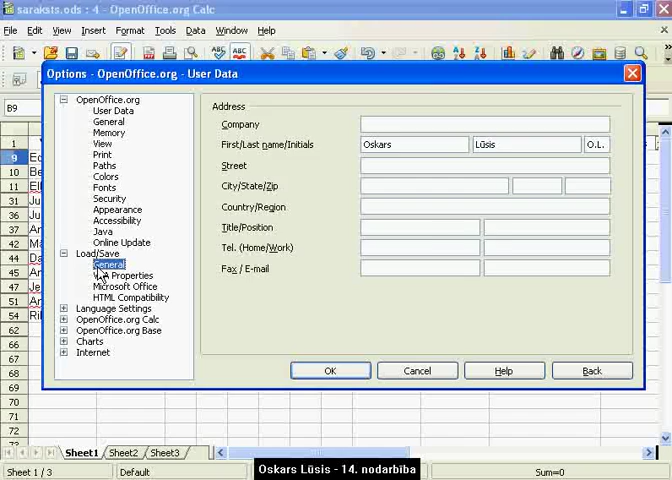 saraksts.ods : 4 - OpenOffice.org Calc
File Edit View Insert Format Tools Data Window Help
Options - OpenOffice.org - User Data
B9
OpenOffice.org
User Data
General
Memory
View
Print
Paths
Colors
Fonts
Security
Appearance
Accessibility
Java
Online Update
Load/Save
General
Properties
Microsoft Office
HTML Compatibility
Language Settings
OpenOffice.org Calc
OpenOffice.org Base
Charts
Internet
Address
Company
First/Last name/Initials Oskars Lūsis O.L.
Street
City/State/Zip
Country/Region
Title/Position
Tel. (Home/Work)
Fax / E-mail
OK Cancel Help Back
1
9
10
11
31
35
37
42
44
45
51
54
66
67
68
69
70
71
72
Sheet1 Sheet2 Sheet3
Sheet 1 / 3 Default Sum=0
Oskars Lūsis - 14. nodarbība